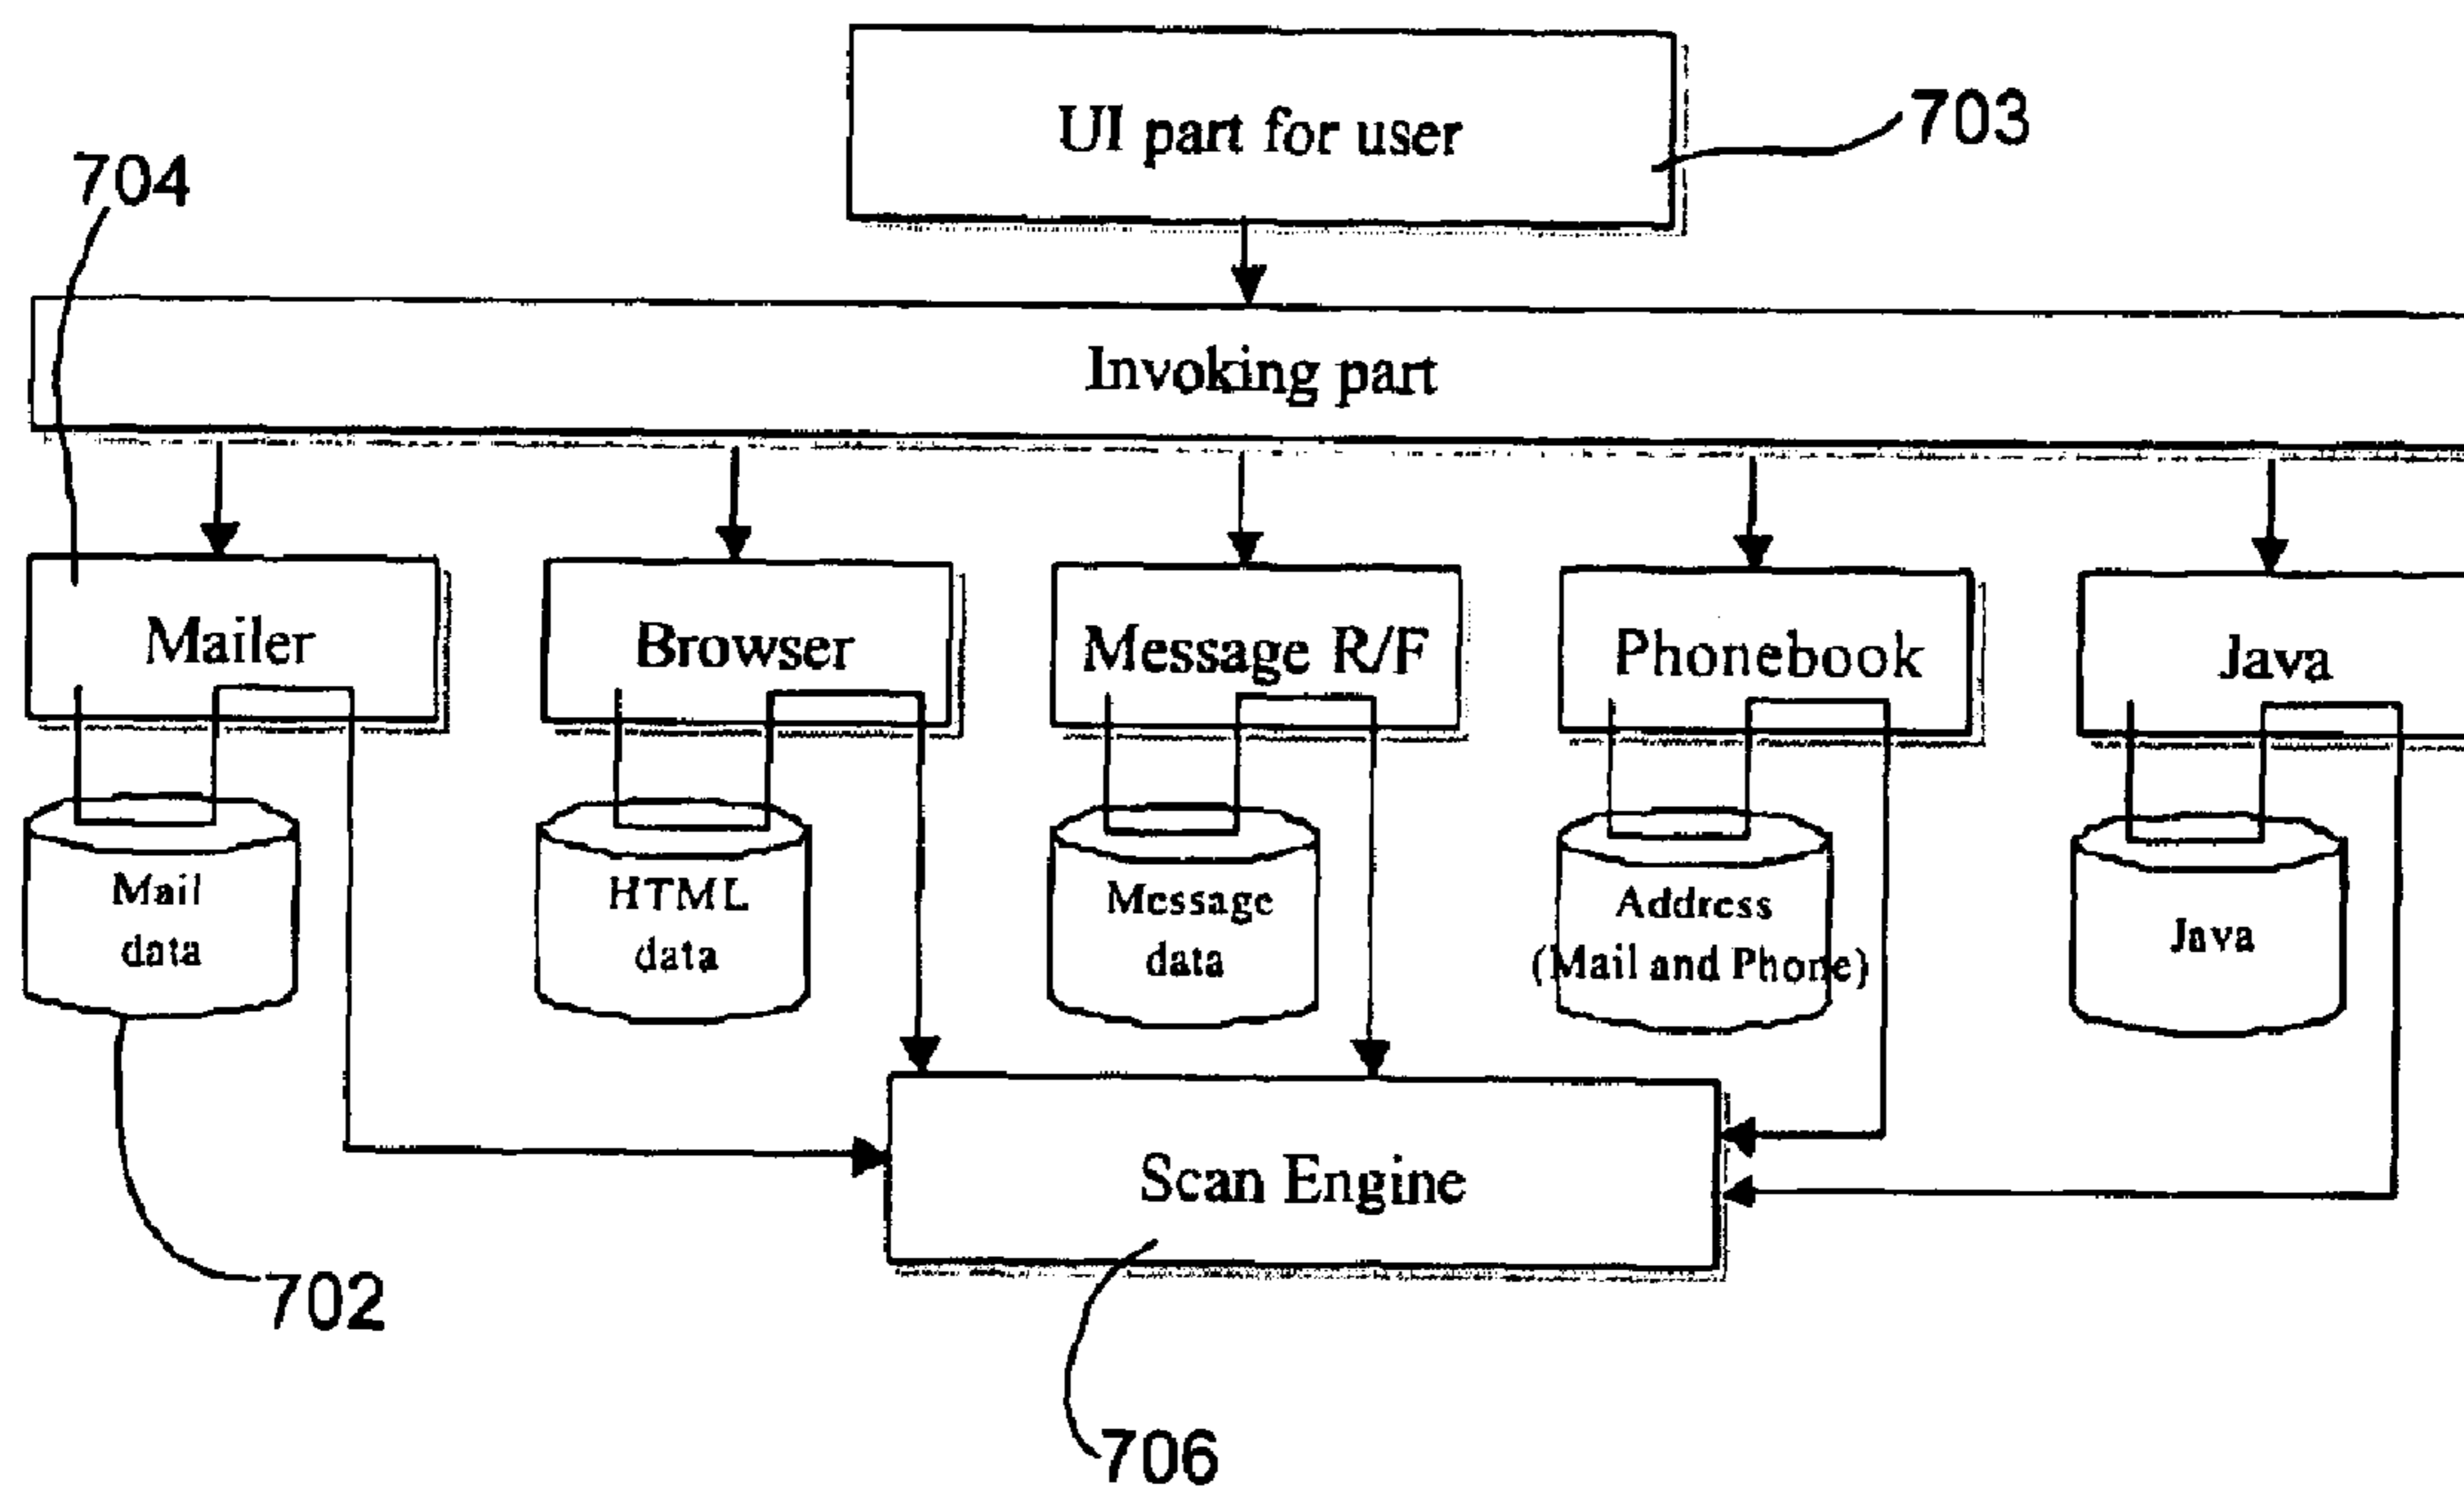 UI part for user
703
704
Invoking part
Mailer
Browser
Message R/F
Phonebook
Java
Mail
data
HTML
data
Message
data
Address
(Mail and Phone)
Java
Scan Engine
702
706